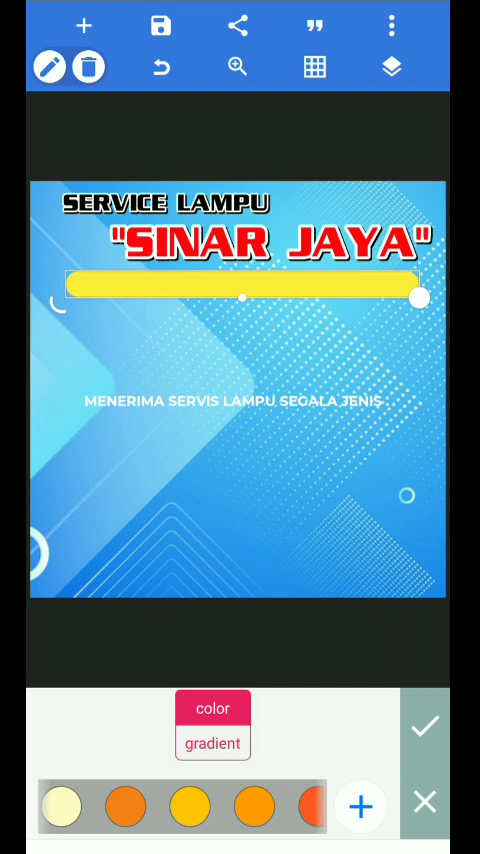 SERVICE LAMPU
"SINAR JAYA"
MENERIMA SERVIS LAMPU SEGALA JENIS
color
gradient